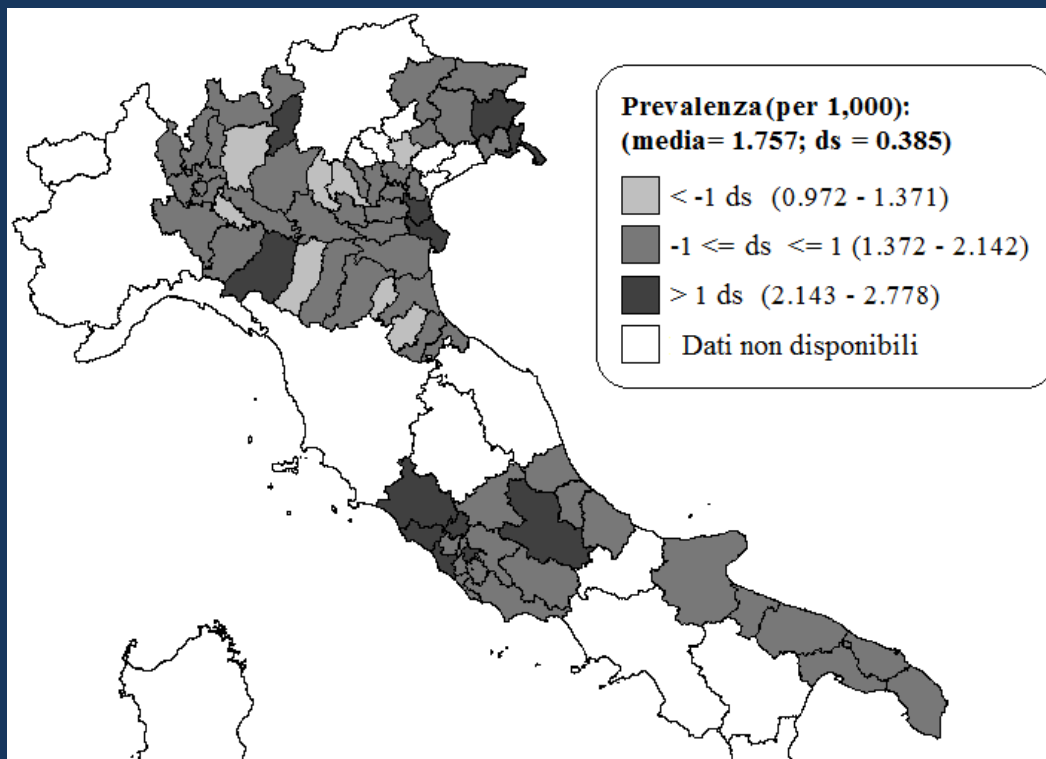 Prevalenza (per 1,000):
(media= 1.757; ds = 0.385)
< -1 ds (0.972 - 1.371)
-1 <= ds <= 1 (1.372 - 2.142)
> 1 ds (2.143 - 2.778)
Dati non disponibili